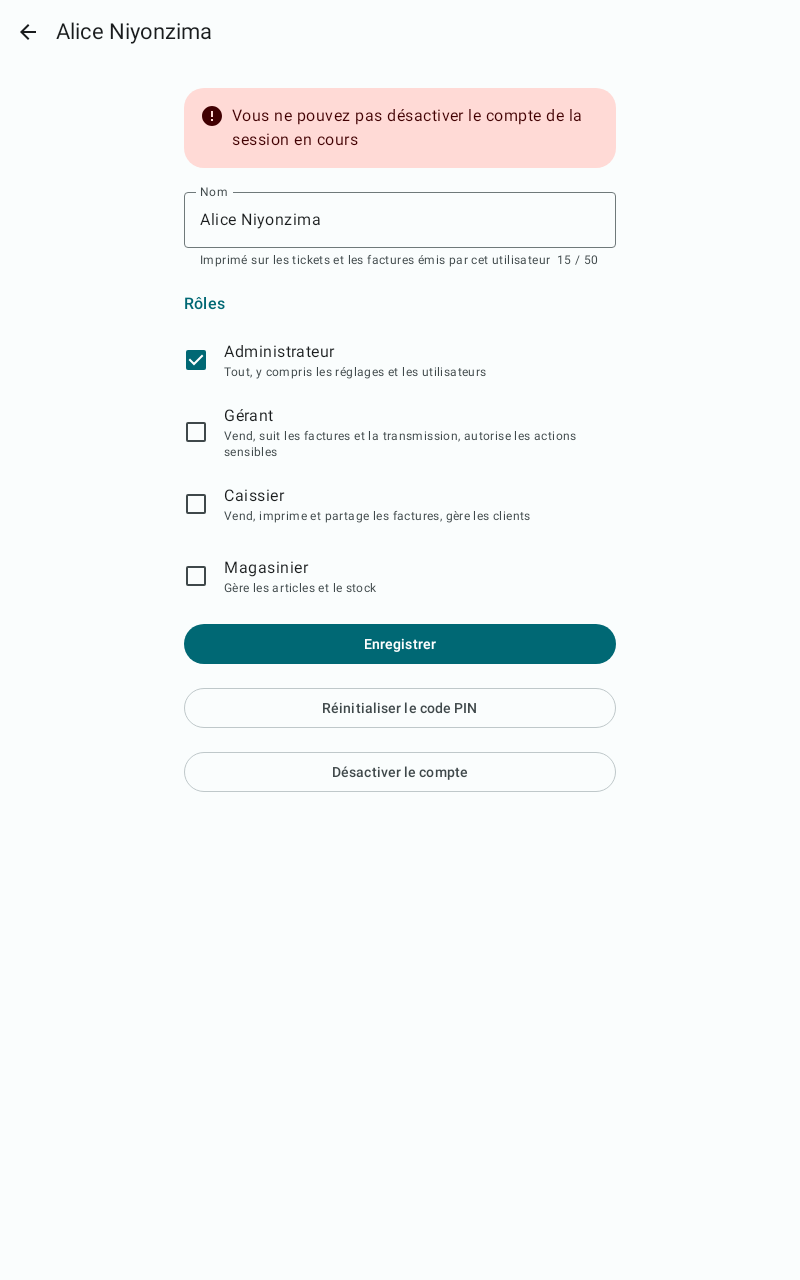 Alice Niyonzima
Vous ne pouvez pas désactiver le compte de la
session en cours
Nom
Alice Niyonzima
Imprimé sur les tickets et les factures émis par cet utilisateur 15 / 50
Rôles
Administrateur
Tout, y compris les réglages et les utilisateurs
Gérant
Vend, suit les factures et la transmission, autorise les actions
sensibles
Caissier
Vend, imprime et partage les factures, gère les clients
Magasinier
Gère les articles et le stock
Enregistrer
Réinitialiser le code PIN
Désactiver le compte